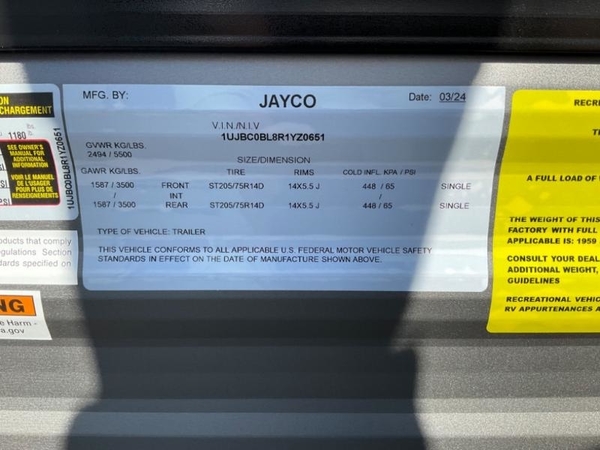 ON
CHARGEMENT
lbs.
1180
SEE OWNER'S
MANUAL FOR
ADDITIONAL
INFORMATION
VOIR LE MANUEL
DE L'USAGER
POUR PLUS DE
RENSEIGNEMENTS
PSI
PSI
1UJBC0BL8R1YZ0651
roducts that comply
egulations. Section
ndards specified on
NG
e Harm -
a.gov
MFG. BY: JAYCO Date: 03/24
V.I.N./N.I.V
1UJBC0BL8R1YZ0651
GVWR KG/LBS.
2494 / 5500
SIZE/DIMENSION
GAWR KG/LBS. TIRE RIMS COLD INFL. KPA / PSI
1587 / 3500 FRONT ST205/75R14D 14X5.5 J 448 / 65 SINGLE
/ INT /
1587 / 3500 REAR ST205/75R14D 14X5.5 J 448 / 65 SINGLE
TYPE OF VEHICLE: TRAILER
THIS VEHICLE CONFORMS TO ALL APPLICABLE U.S. FEDERAL MOTOR VEHICLE SAFETY
STANDARDS IN EFFECT ON THE DATE OF MANUFACTURE SHOWN ABOVE.
RECRE
T
A FULL LOAD OF
THE WEIGHT OF THIS
FACTORY WITH FULL
APPLICABLE IS: 1959
CONSULT YOUR DEAL
ADDITIONAL WEIGHT,
GUIDELINES
RECREATIONAL VEHIC
RV APPURTENANCES A